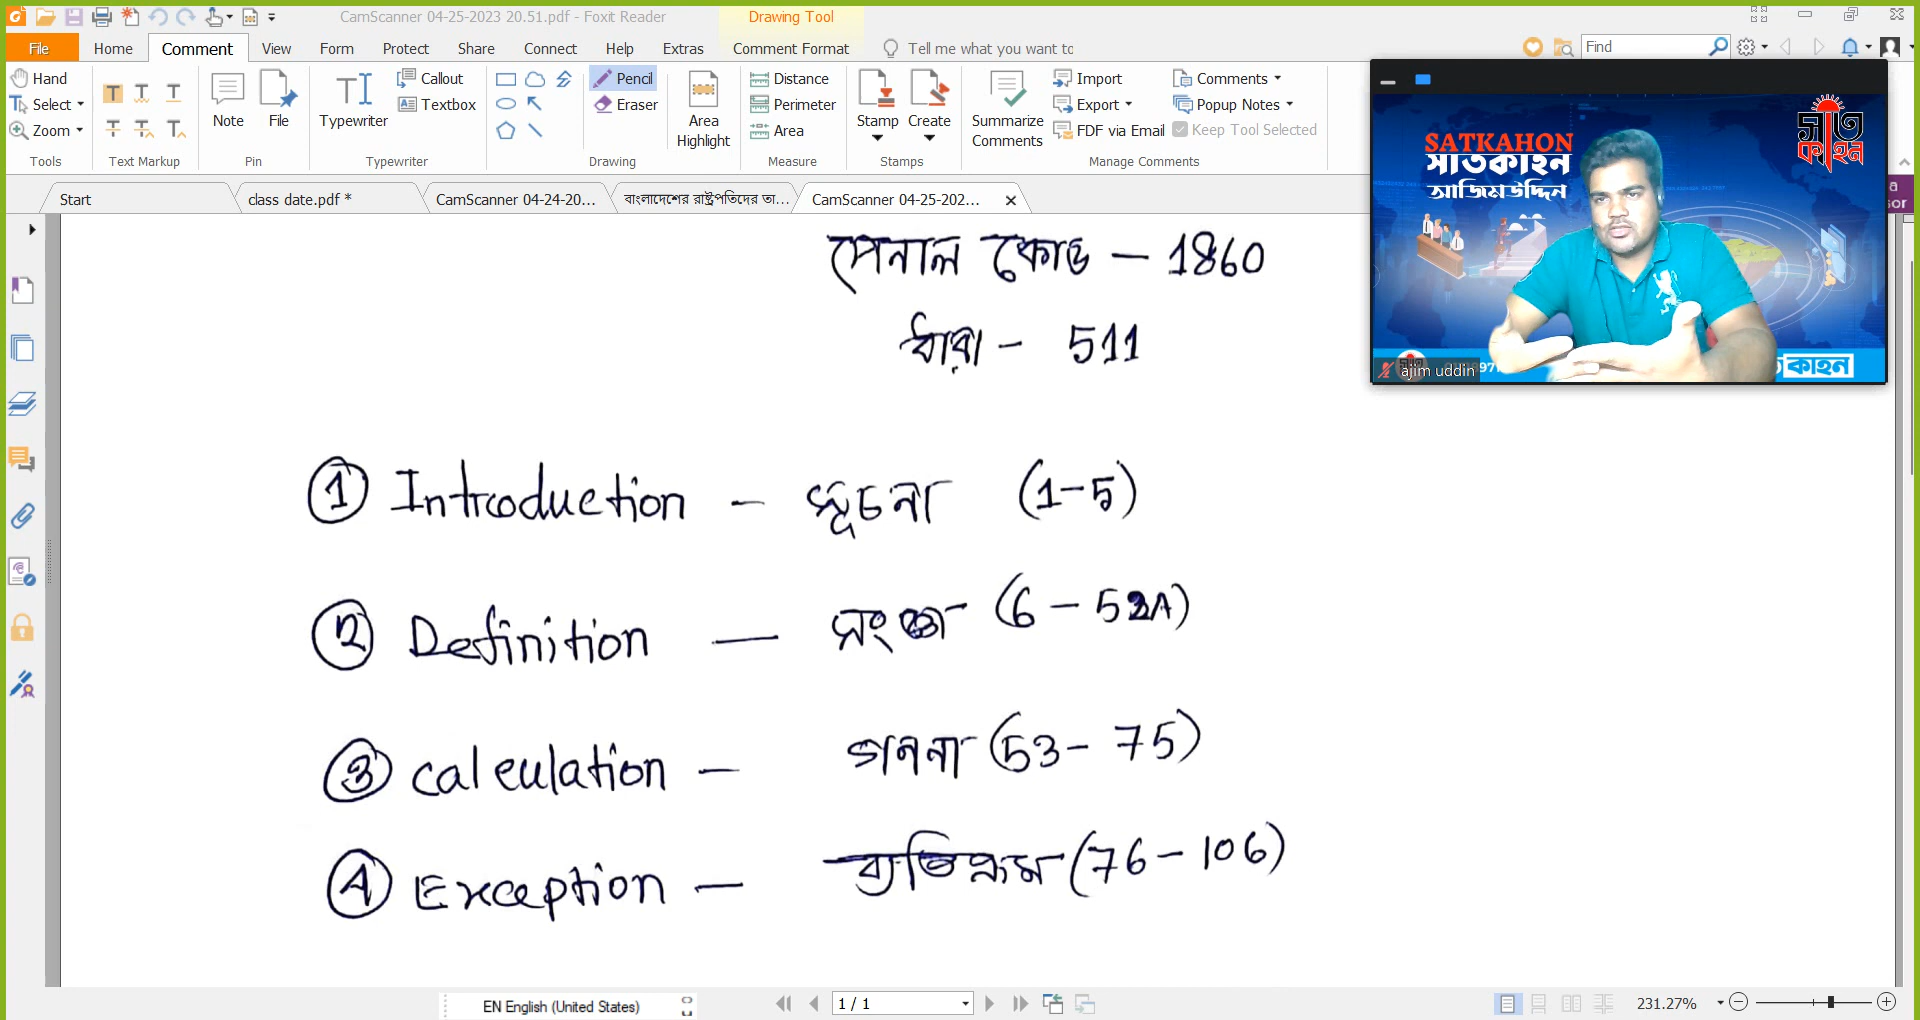 CamScanner 04-25-2023 20.51.pdf - Foxit Reader
Drawing Tool
File Home Comment View Form Protect Share Connect Help Extras Comment Format Tell me what you want to Find
Hand
Select
Zoom
Tools
Text Markup
Note
File
Pin
Typewriter
Callout
Textbox
Typewriter
Pencil
Eraser
Drawing
Area Highlight
Distance
Perimeter
Area
Measure
Stamp
Create
Stamps
Summarize Comments
Import
Export
FDF via Email
Comments
Popup Notes
Keep Tool Selected
Manage Comments
Start
class date.pdf *
CamScanner 04-24-20...
বাংলাদেশের রাষ্ট্রপতিদের তা...
CamScanner 04-25-202...
SATKAHON
সাতকাহন
আজিমউদ্দিন
সাত
কাহন
ajim uddin
কাহন
পেনাল কোড – 1860
ধারা – 511
1 Introduction – সূচনা (1-5)
2 Definition — সংজ্ঞা (6 – 52A)
3 Calculation – গননা (53 - 75)
4 Exception – ব্যতিক্রম (76 – 106)
EN English (United States)
1 / 1
231.27%